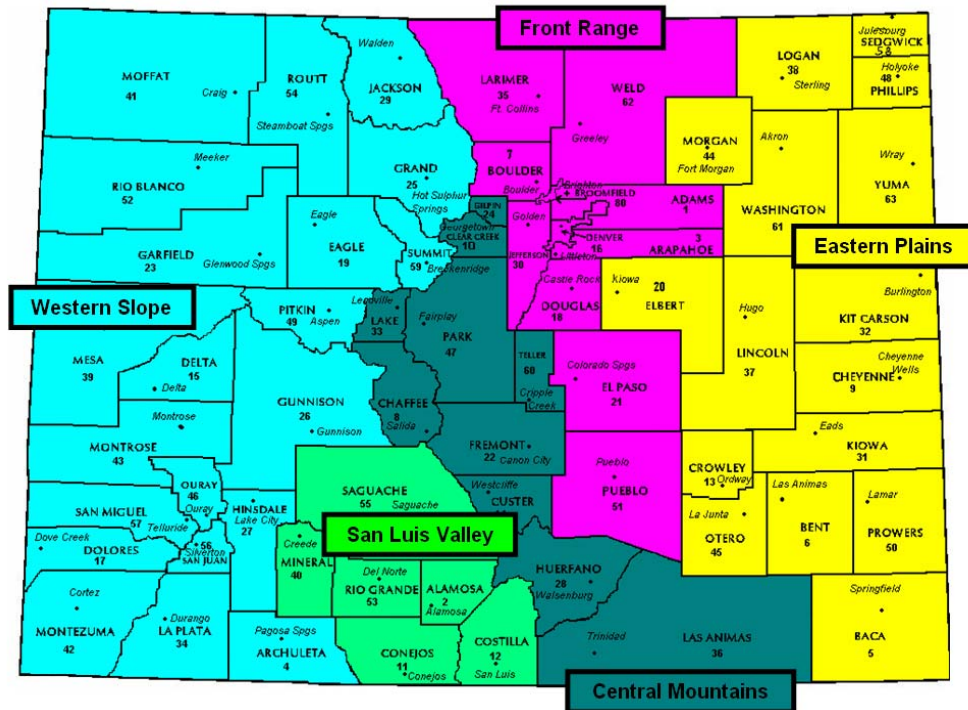 Front Range
MOFFAT
41
Craig
ROUTT
54
Steamboat Spgs
Walden
JACKSON
29
LARIMER
35
Ft. Collins
WELD
62
Greeley
LOGAN
38
Sterling
Julesburg
SEDGWICK
58
Holyoke
48
PHILLIPS
MORGAN
44
Fort Morgan
Akron
WASHINGTON
61
Wray
YUMA
63
Meeker
RIO BLANCO
52
GRAND
25
Hot Sulphur
Springs
7
BOULDER
Boulder
Brighton
BROOMFIELD
80
ADAMS
1
GILPIN
24
Georgetown
CLEAR CREEK
10
Golden
JEFFERSON
30
DENVER
16
Littleton
3
ARAPAHOE
Eastern Plains
GARFIELD
23
Glenwood Spgs
Eagle
EAGLE
19
SUMMIT
59
Breckenridge
Castle Rock
DOUGLAS
18
Kiowa
20
ELBERT
Hugo
LINCOLN
37
Burlington
KIT CARSON
32
Western Slope
PITKIN
49
Aspen
LAKE
33
Fairplay
PARK
47
TELLER
60
Cripple
Creek
Colorado Spgs
EL PASO
21
Cheyenne
Wells
CHEYENNE
9
MESA
39
DELTA
15
Delta
GUNNISON
26
Gunnison
CHAFFEE
8
Salida
FREMONT
22
Canon City
Montrose
MONTROSE
43
Eads
KIOWA
31
CROWLEY
13
Ordway
Pueblo
PUEBLO
51
OURAY
46
Ouray
SAN MIGUEL
57
Telluride
HINSDALE
Lake City
27
SAGUACHE
55
Saguache
Westcliffe
CUSTER
La Junta
OTERO
45
Las Animas
BENT
6
Lamar
PROWERS
50
Dove Creek
DOLORES
17
56
Silverton
SAN JUAN
Creede
MINERAL
40
San Luis Valley
Del Norte
RIO GRANDE
53
ALAMOSA
2
Alamosa
HUERFANO
28
Walsenburg
Cortez
MONTEZUMA
42
Durango
LA PLATA
34
Pagosa Spgs
ARCHULETA
4
CONEJOS
11
Conejos
COSTILLA
12
San Luis
Trinidad
LAS ANIMAS
36
Springfield
BACA
5
Central Mountains